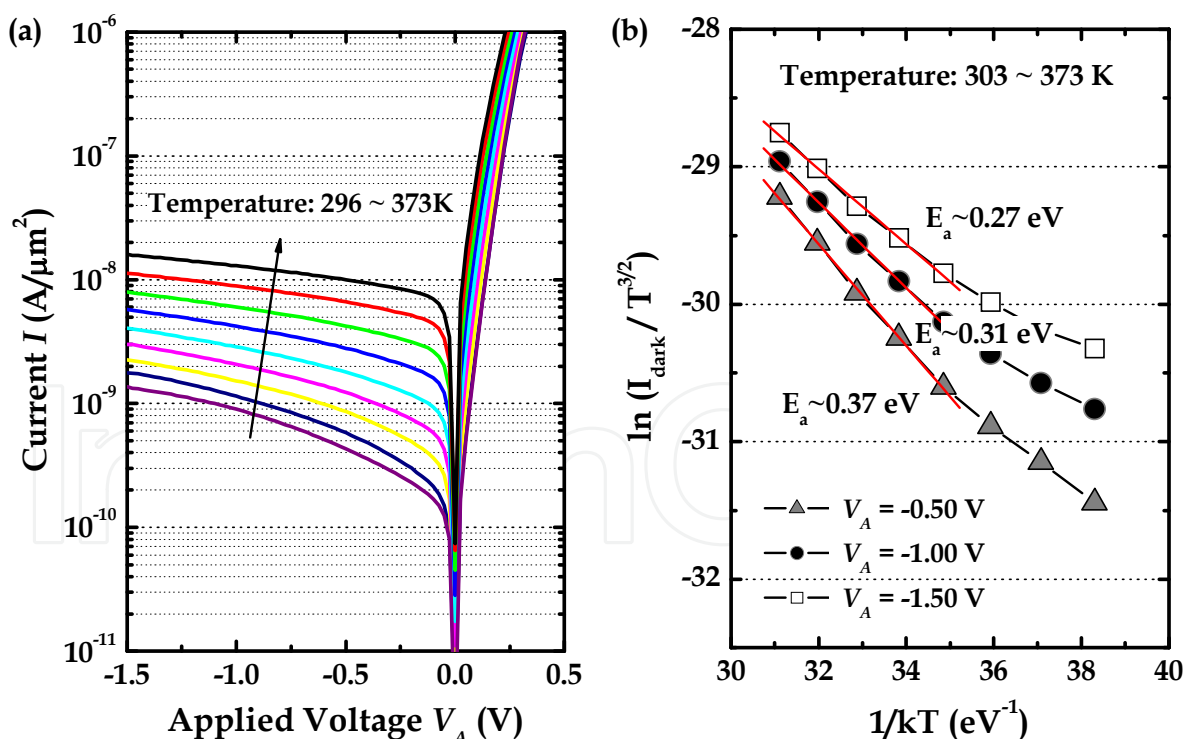 (a)
10⁻⁶
10⁻⁷
10⁻⁸
10⁻⁹
10⁻¹⁰
10⁻¹¹
Current I (A/μm²)
Temperature: 296 ~ 373K
-1.5 -1.0 -0.5 0.0 0.5
Applied Voltage V_A (V)
(b)
-28
-29
-30
-31
-32
ln (I_dark / T^3/2)
Temperature: 303 ~ 373 K
E_a~0.27 eV
E_a~0.31 eV
E_a~0.37 eV
V_A = -0.50 V
V_A = -1.00 V
V_A = -1.50 V
30 32 34 36 38 40
1/kT (eV⁻¹)